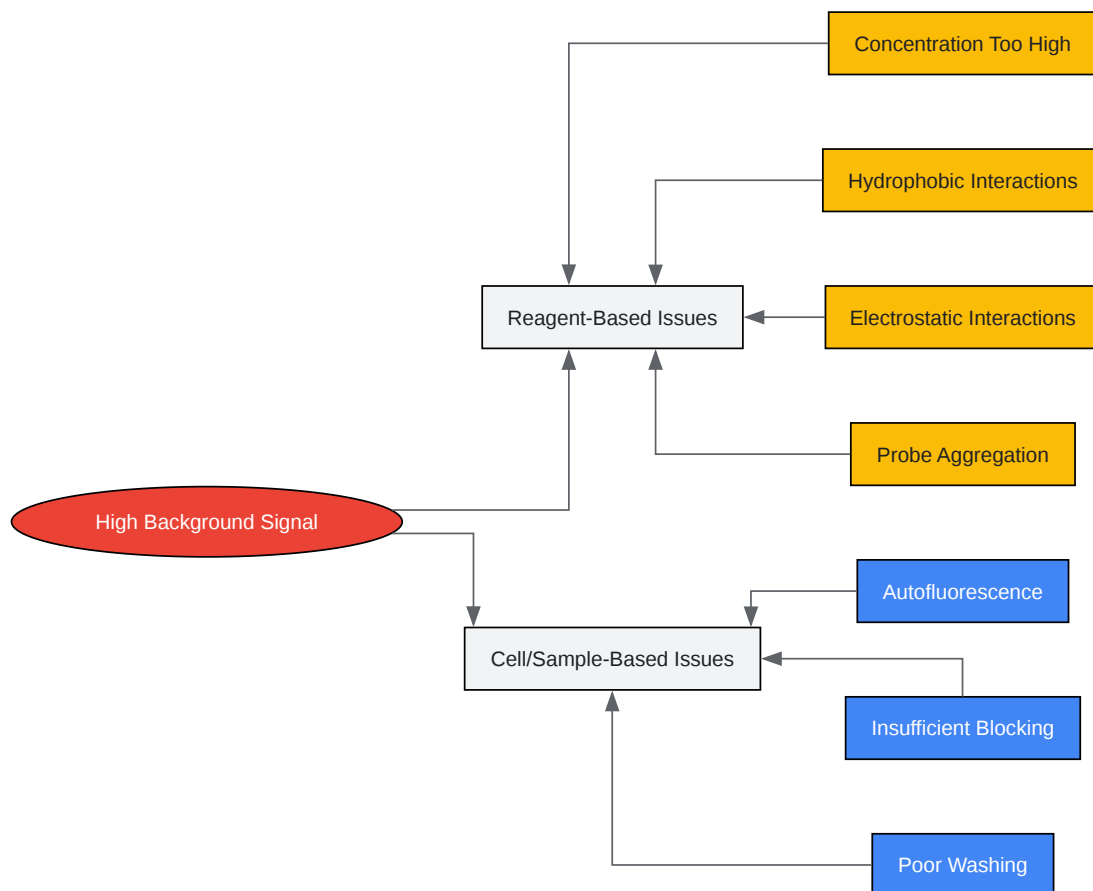 Concentration Too High
Hydrophobic Interactions
Reagent-Based Issues
Electrostatic Interactions
Probe Aggregation
High Background Signal
Autofluorescence
Cell/Sample-Based Issues
Insufficient Blocking
Poor Washing